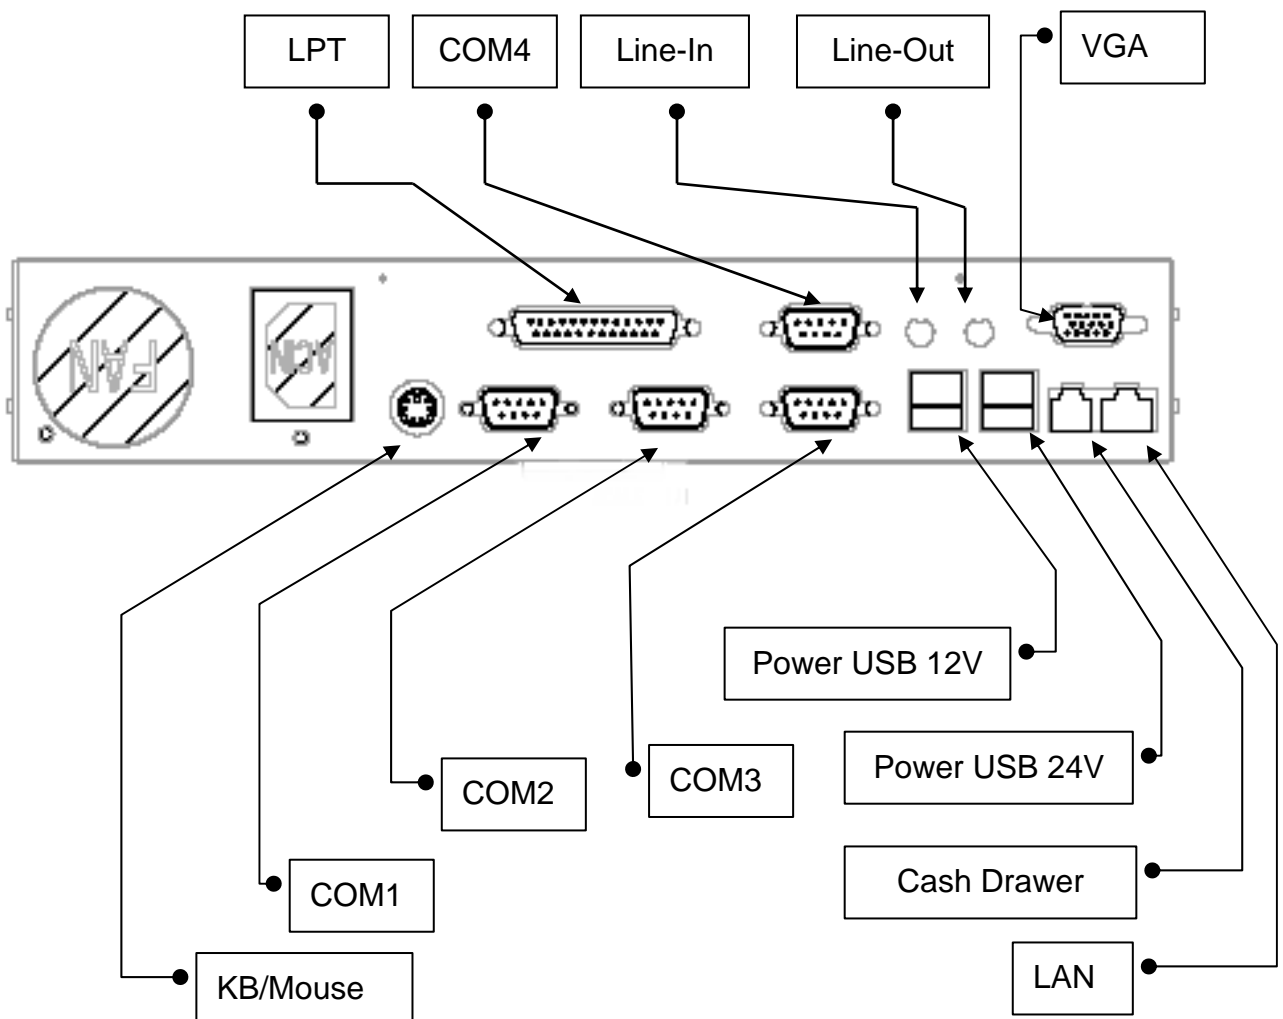 LPT
COM4
Line-In
Line-Out
VGA
FAN
ACIN
Power USB 12V
Power USB 24V
COM2
COM3
Cash Drawer
COM1
KB/Mouse
LAN